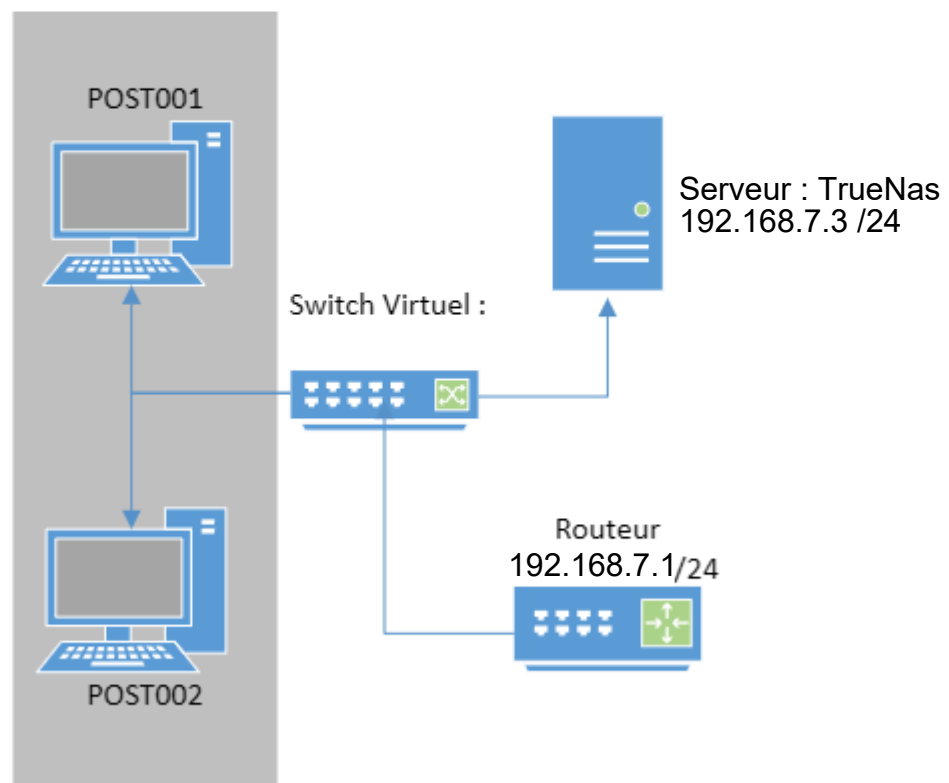 POST001
Serveur : TrueNas
192.168.7.3 /24
Switch Virtuel :
Routeur
192.168.7.1/24
POST002